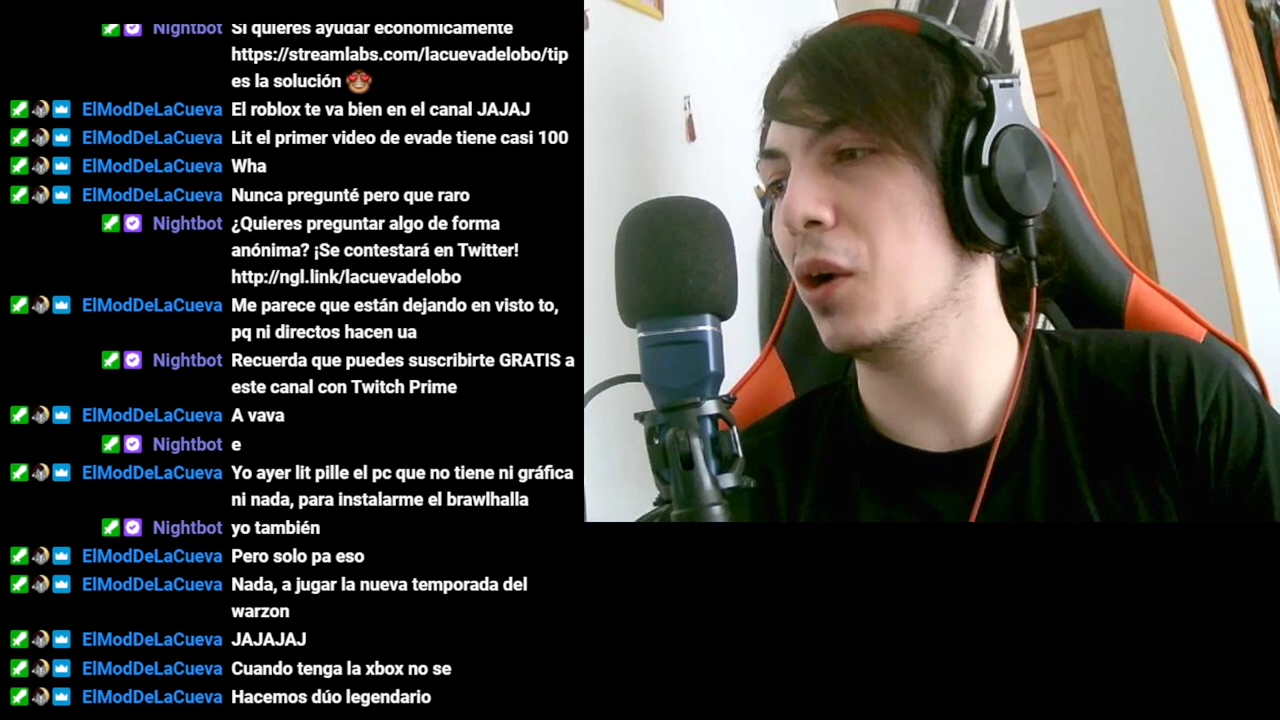 Nightbot Si quieres ayudar económicamente
https://streamlabs.com/lacuevadelobo/tip
es la solución
ElModDeLaCueva El roblox te va bien en el canal JAJAJ
ElModDeLaCueva Lit el primer video de evade tiene casi 100
ElModDeLaCueva Wha
ElModDeLaCueva Nunca pregunté pero que raro
Nightbot ¿Quieres preguntar algo de forma
anónima? ¡Se contestará en Twitter!
http://ngl.link/lacuevadelobo
ElModDeLaCueva Me parece que están dejando en visto to,
pq ni directos hacen ua
Nightbot Recuerda que puedes suscribirte GRATIS a
este canal con Twitch Prime
ElModDeLaCueva A vava
Nightbot e
ElModDeLaCueva Yo ayer lit pille el pc que no tiene ni gráfica
ni nada, para instalarme el brawlhalla
Nightbot yo también
ElModDeLaCueva Pero solo pa eso
ElModDeLaCueva Nada, a jugar la nueva temporada del
warzon
ElModDeLaCueva JAJAJAJ
ElModDeLaCueva Cuando tenga la xbox no se
ElModDeLaCueva Hacemos dúo legendario